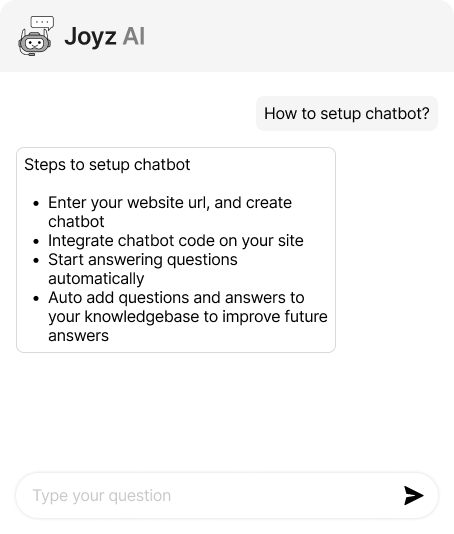 Joyz AI
How to setup chatbot?
Steps to setup chatbot
• Enter your website url, and create
chatbot
• Integrate chatbot code on your site
• Start answering questions
automatically
• Auto add questions and answers to
your knowledgebase to improve future
answers
Type your question